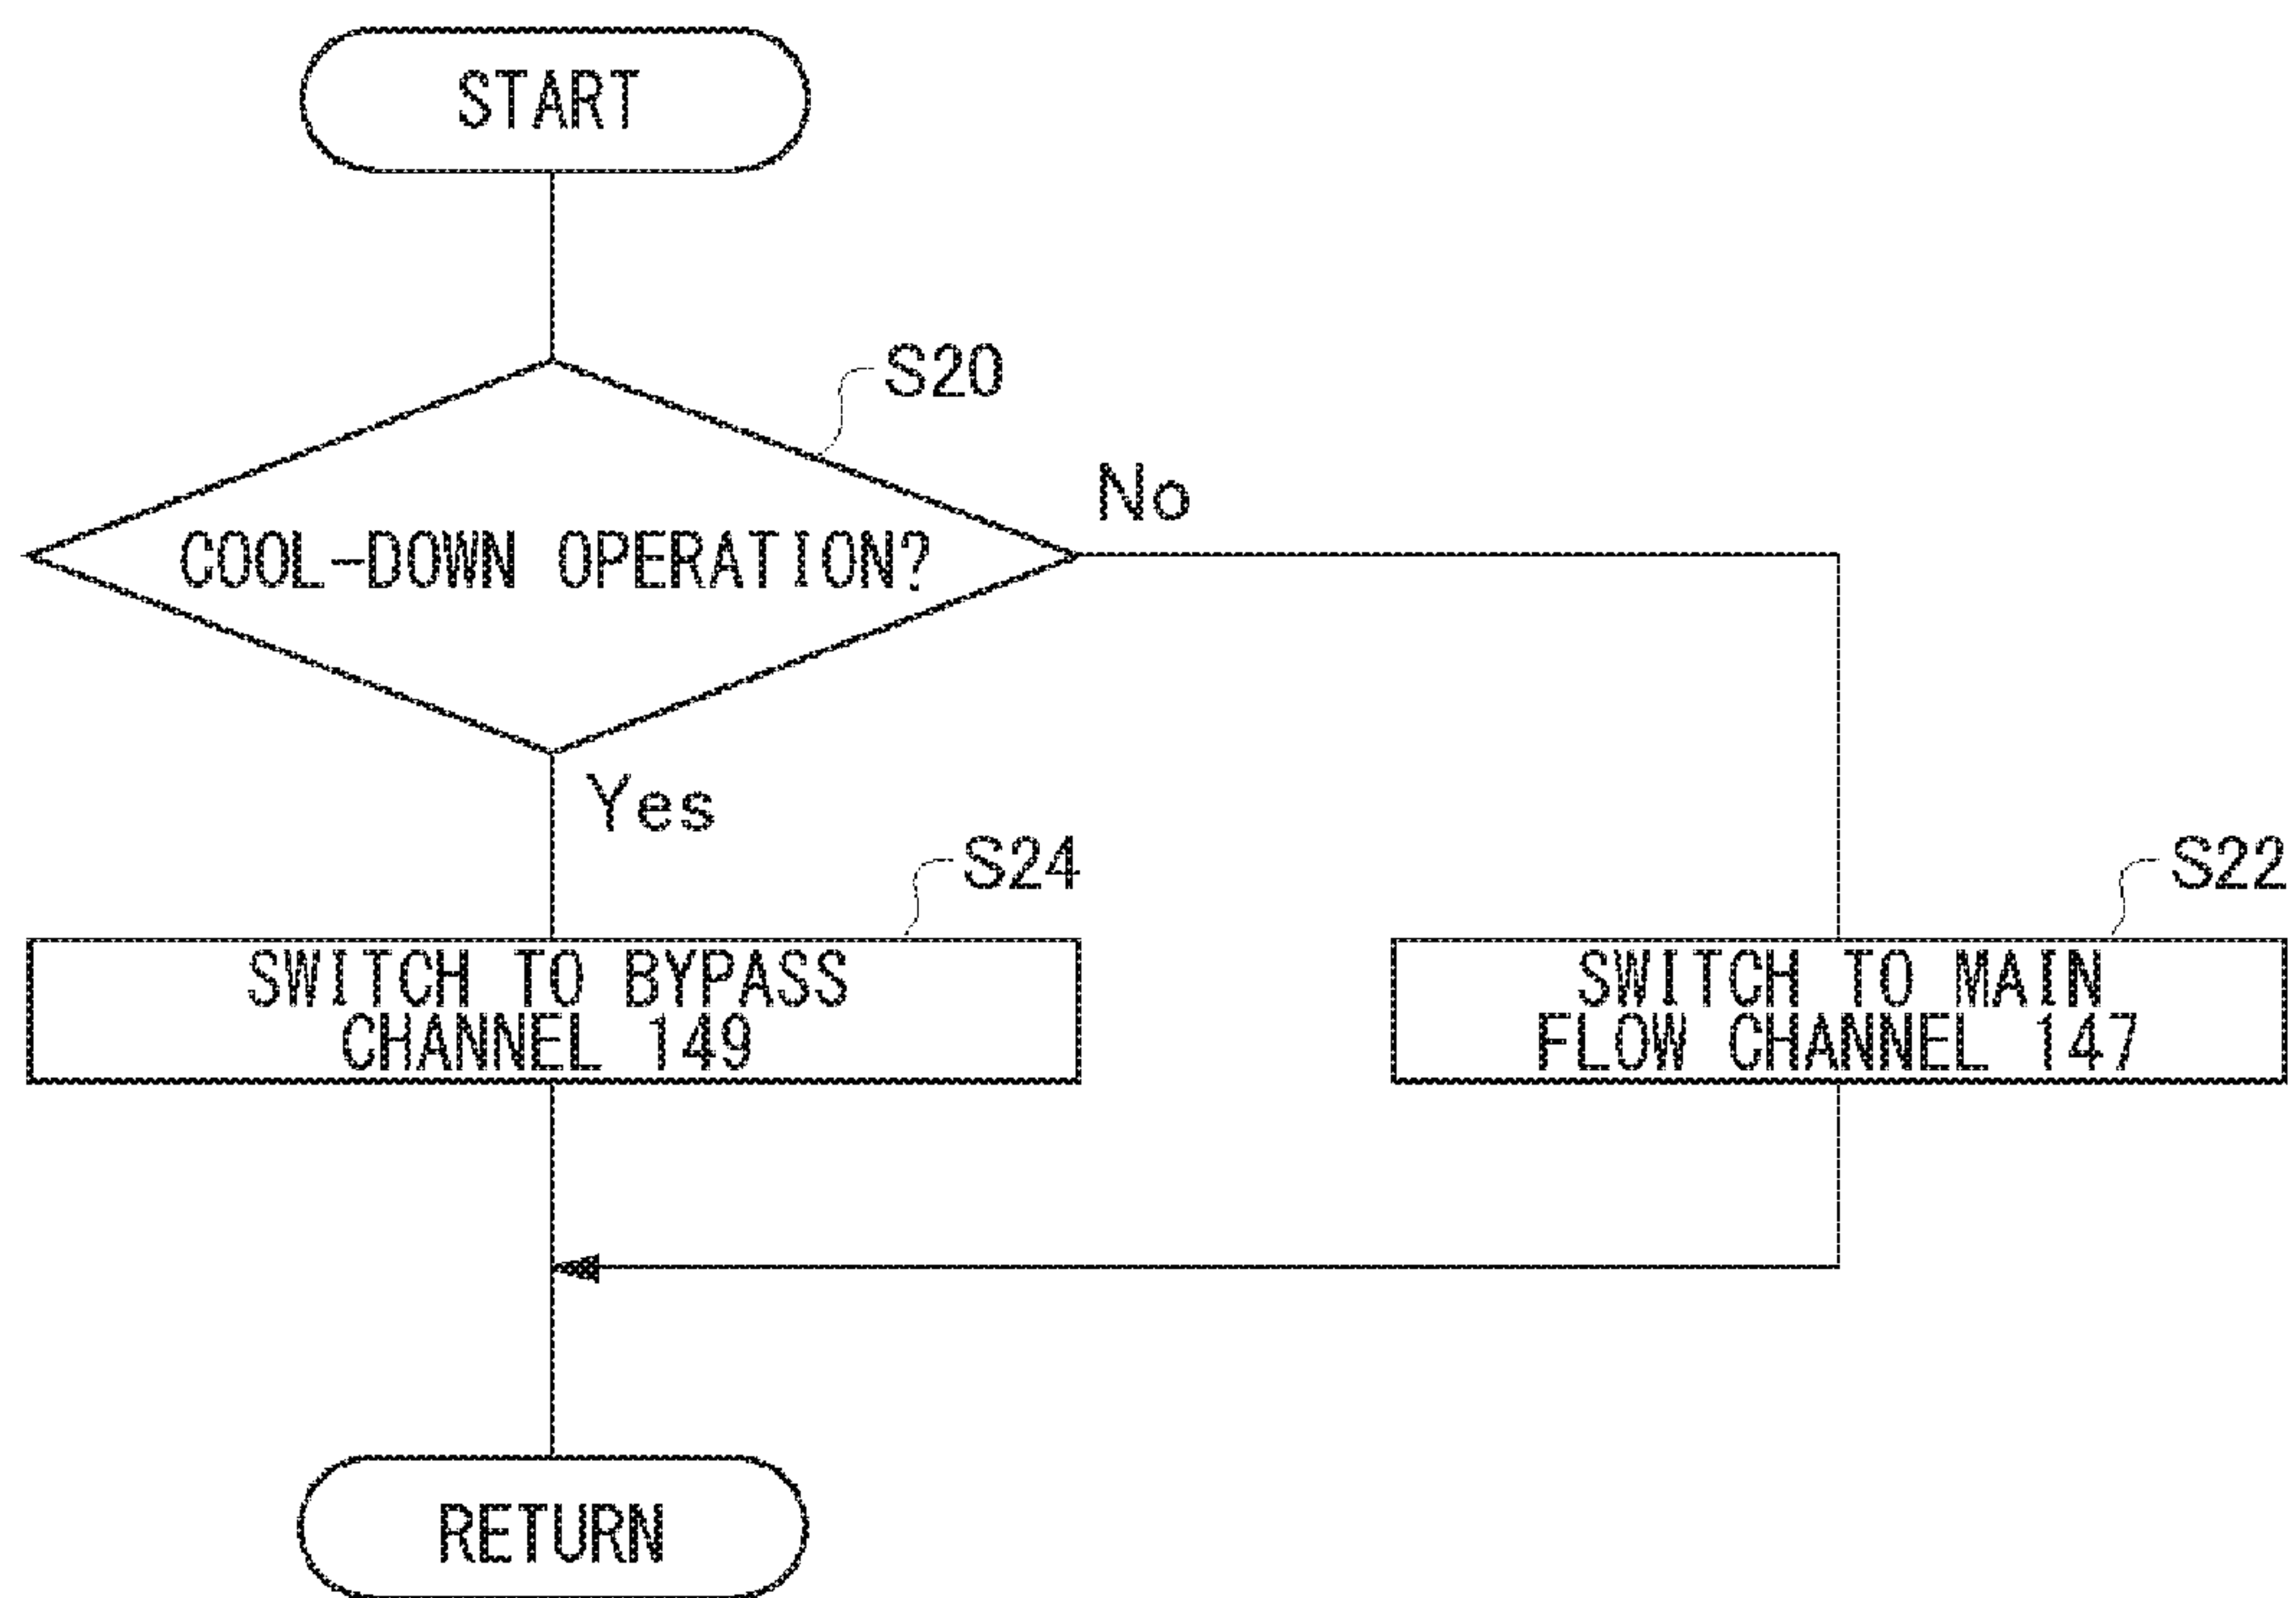 START
S20
No
COOL-DOWN OPERATION?
Yes
S24
SWITCH TO BYPASS
CHANNEL 149
S22
SWITCH TO MAIN
FLOW CHANNEL 147
RETURN